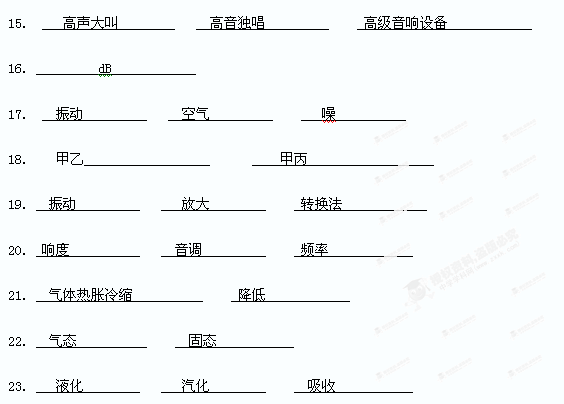 15. 高声大叫 高音独唱 高级音响设备
16. dB
17. 振动 空气 噪
18. 甲乙 甲丙
19. 振动 放大 转换法
20. 响度 音调 频率
21. 气体热胀冷缩 降低
22. 气态 固态
23. 液化 汽化 吸收